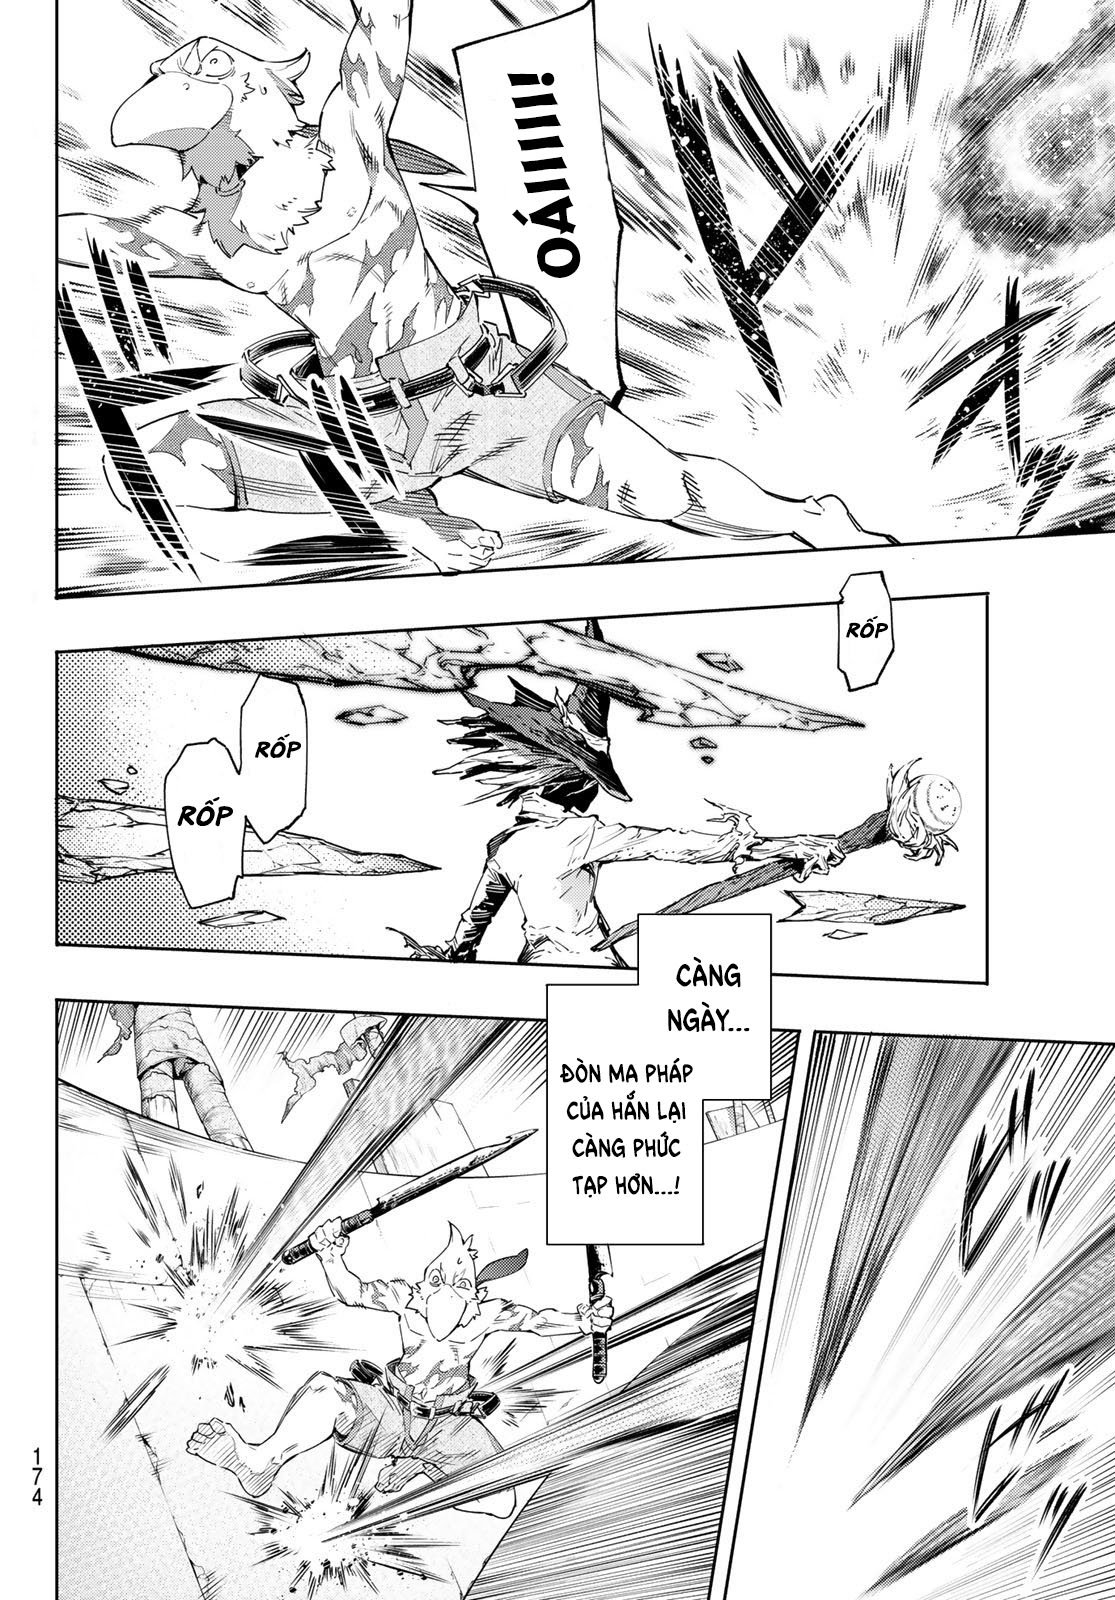 OÁIIIIII!
RỐP
RỐP
RỐP
CÀNG
NGÀY...
ĐÒN MA PHÁP
CỦA HẮN LẠI
CÀNG PHỨC
TẠP HƠN...!
174